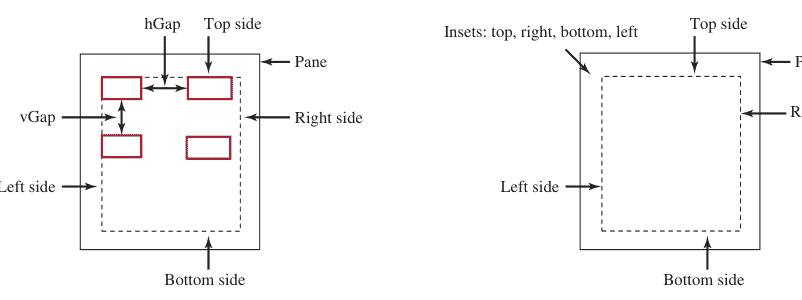 hGap
Top side
Pane
vGap
Right side
Left side
Bottom side
Insets: top, right, bottom, left
Top side
P
R
Left side
Bottom side